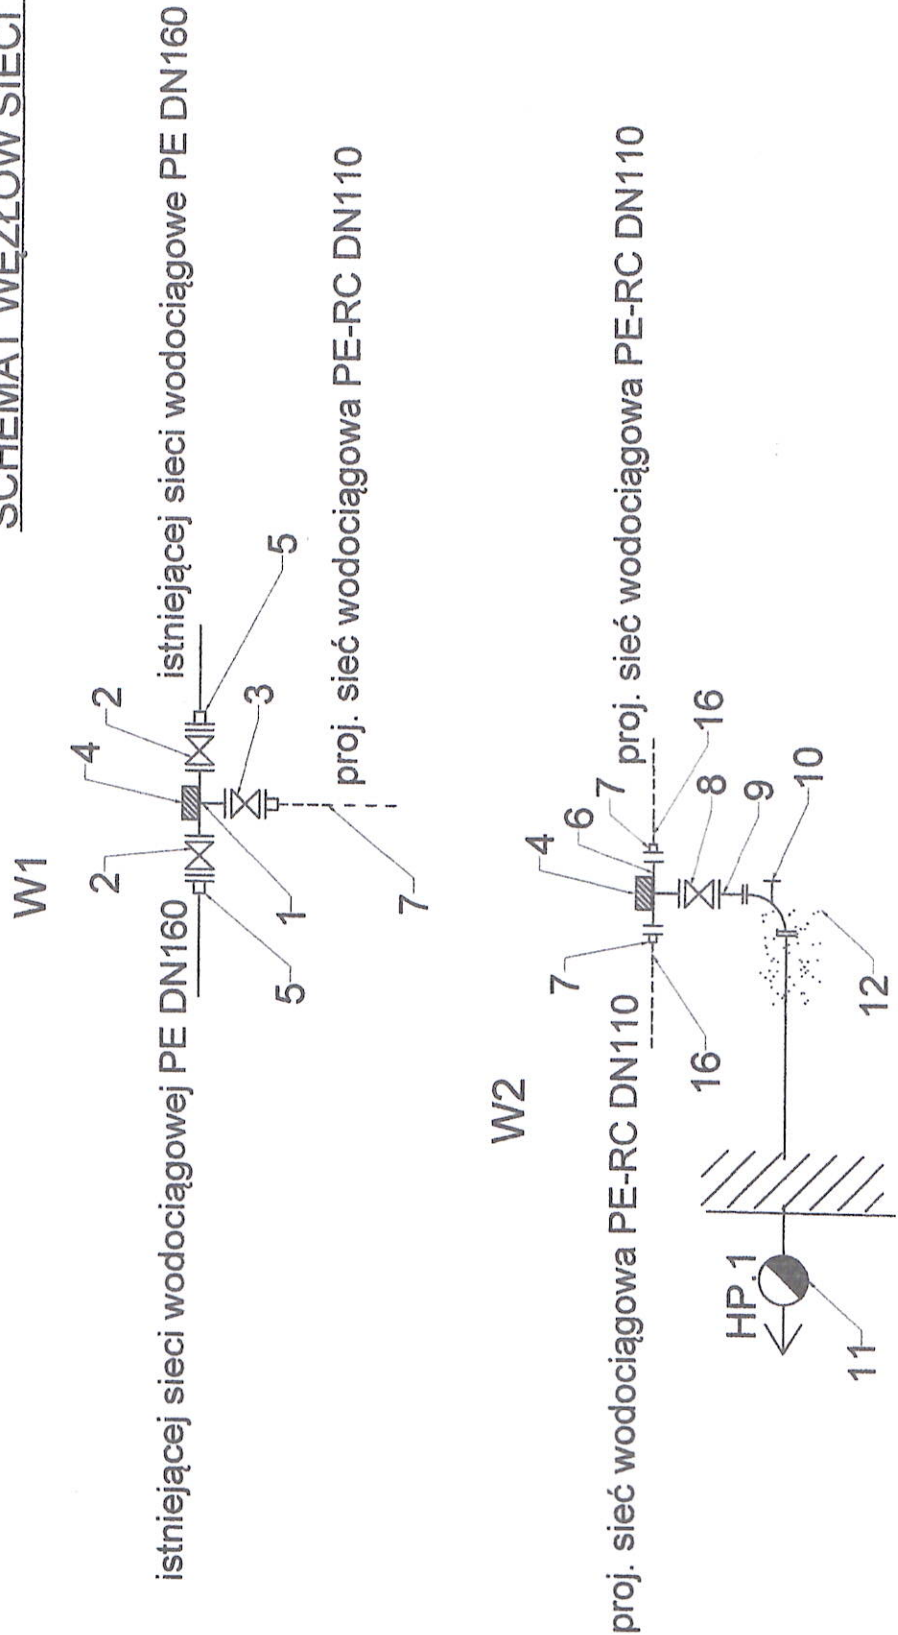 SCHEMAT WĘZŁÓW SIECI
W1
istniejącej sieci wodociągowej PE DN160
istniejącej sieci wodociągowe PE DN160
4
2
2
5
5
1
3
7
proj. sieć wodociągowa PE-RC DN110
W2
proj. sieć wodociągowa PE-RC DN110
proj. sieć wodociągowa PE-RC DN110
4
6
7
7
16
16
8
9
10
12
HP.1
11